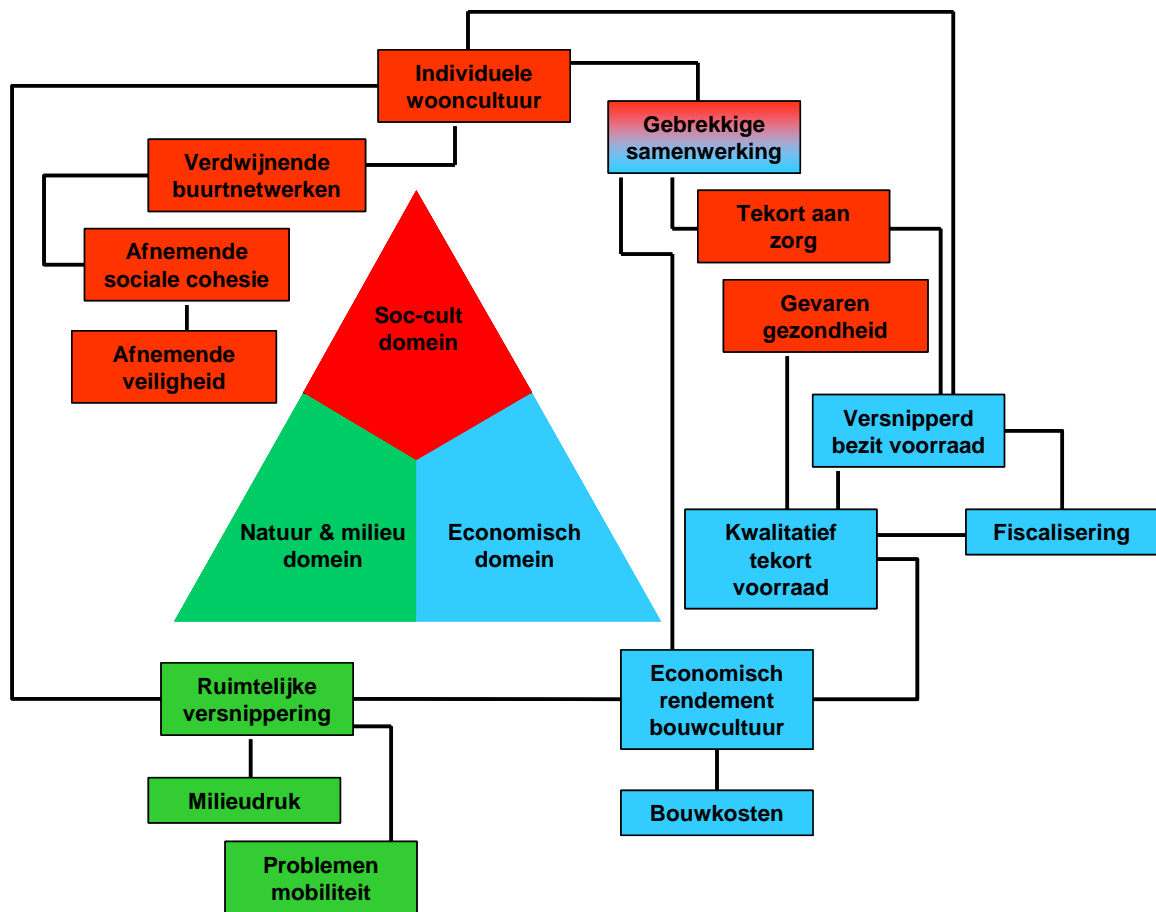 Individuele
wooncultuur
Gebrekkige
samenwerking
Verdwijnende
buurtnetwerken
Tekort aan
zorg
Afnemende
sociale cohesie
Gevaren
gezondheid
Afnemende
veiligheid
Soc-cult
domein
Versnipperd
bezit voorraad
Natuur & milieu
domein
Economisch
domein
Kwalitatief
tekort
voorraad
Fiscalisering
Ruimtelijke
versnippering
Economisch
rendement
bouwcultuur
Milieudruk
Bouwkosten
Problemen
mobiliteit